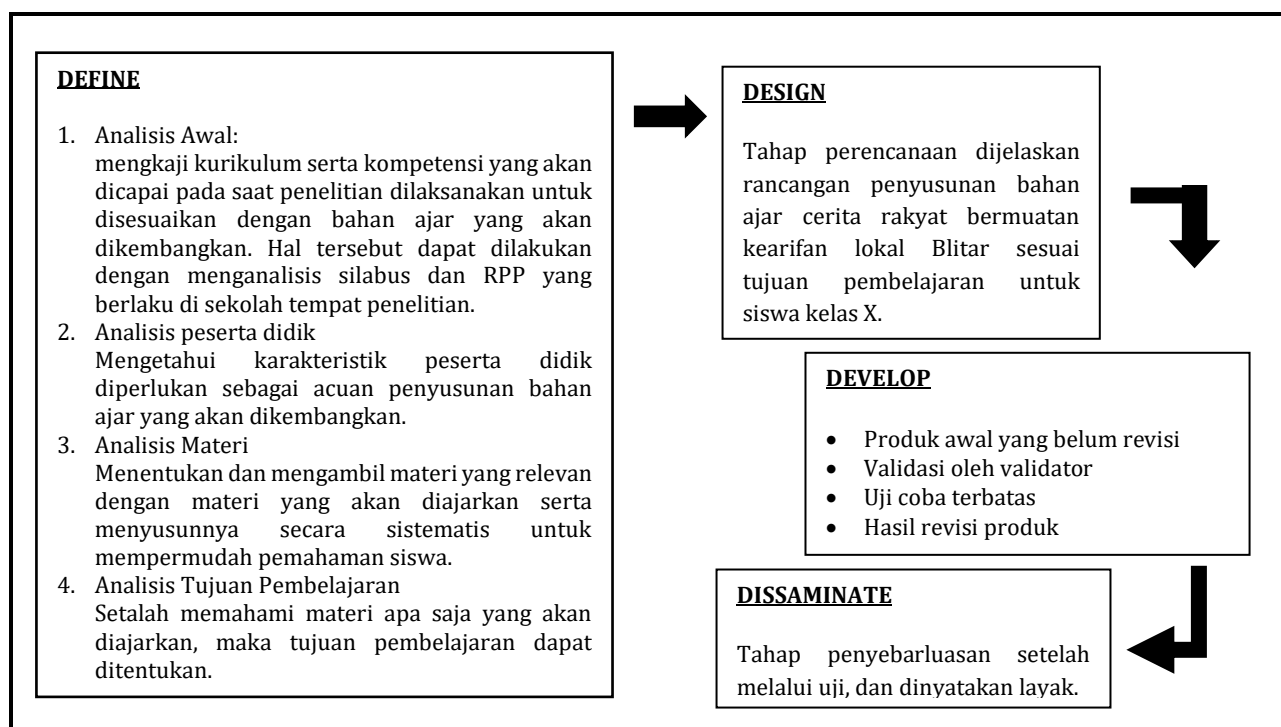 DEFINE
1. Analisis Awal:
mengkaji kurikulum serta kompetensi yang akan
dicapai pada saat penelitian dilaksanakan untuk
disesuaikan dengan bahan ajar yang akan
dikembangkan. Hal tersebut dapat dilakukan
dengan menganalisis silabus dan RPP yang
berlaku di sekolah tempat penelitian.
2. Analisis peserta didik
Mengetahui karakteristik peserta didik
diperlukan sebagai acuan penyusunan bahan
ajar yang akan dikembangkan.
3. Analisis Materi
Menentukan dan mengambil materi yang relevan
dengan materi yang akan diajarkan serta
menyusunnya secara sistematis untuk
mempermudah pemahaman siswa.
4. Analisis Tujuan Pembelajaran
Setalah memahami materi apa saja yang akan
diajarkan, maka tujuan pembelajaran dapat
ditentukan.
DESIGN
Tahap perencanaan dijelaskan
rancangan penyusunan bahan
ajar cerita rakyat bermuatan
kearifan lokal Blitar sesuai
tujuan pembelajaran untuk
siswa kelas X.
DEVELOP
• Produk awal yang belum revisi
• Validasi oleh validator
• Uji coba terbatas
• Hasil revisi produk
DISSAMINATE
Tahap penyebarluasan setelah
melalui uji, dan dinyatakan layak.